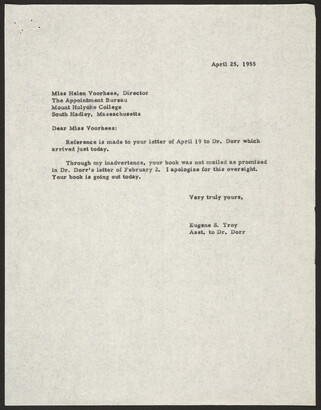 April 25, 1955
Miss Helen Voorhees, Director
The Appointment Bureau
Mount Holyoke College
South Hadley, Massachusetts
Dear Miss Voorhees:
Reference is made to your letter of April 19 to Dr. Dorr which
arrived just today.
Through my inadvertence, your book was not mailed as promised
in Dr. Dorr's letter of February 2. I apologize for this oversight.
Your book is going out today.
Very truly yours,
Eugene S. Troy
Asst. to Dr. Dorr